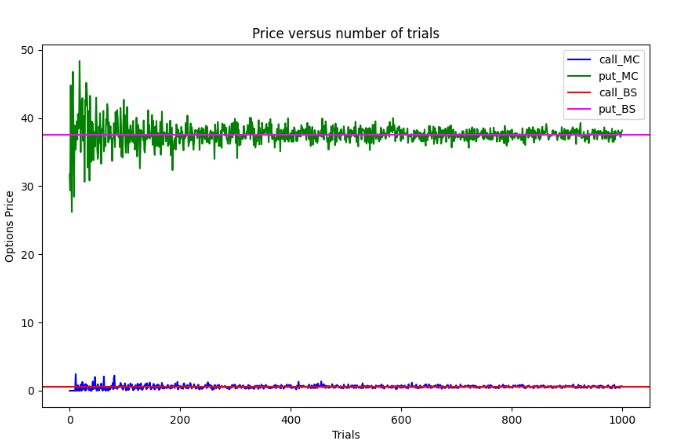 Price versus number of trials
call_MC
put_MC
call_BS
put_BS
Options Price
50
40
30
20
10
0
0
200
400
600
800
1000
Trials